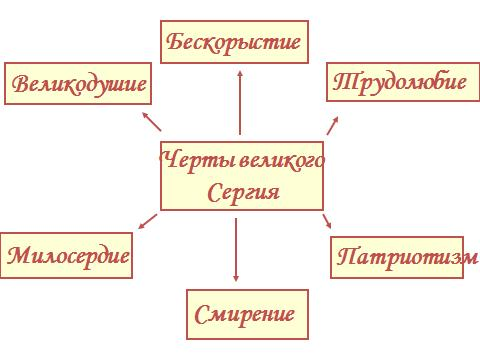 Бескорыстие
Великодушие
Трудолюбие
Черты великого
Сергия
Милосердие
Патриотизм
Смирение